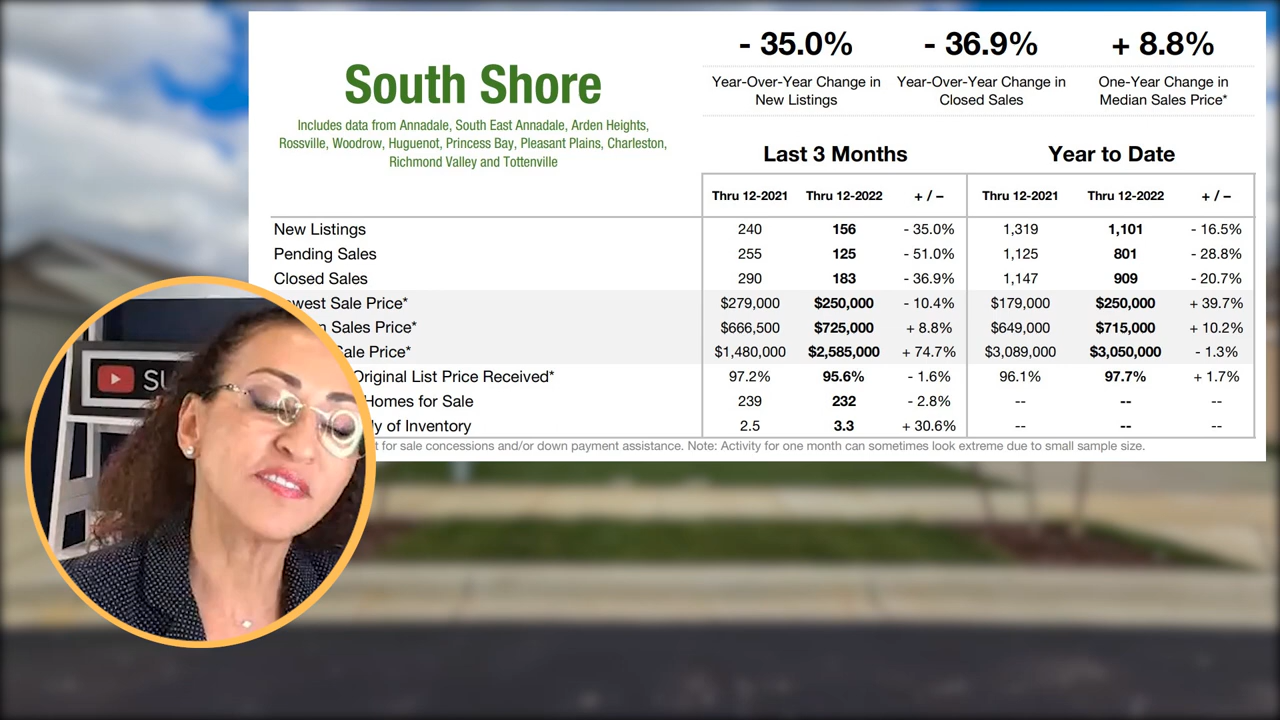 South Shore
Includes data from Annadale, South East Annadale, Arden Heights,
Rossville, Woodrow, Huguenot, Princess Bay, Pleasant Plains, Charleston,
Richmond Valley and Tottenville
- 35.0% - 36.9% + 8.8%
Year-Over-Year Change in Year-Over-Year Change in One-Year Change in
New Listings Closed Sales Median Sales Price*
Last 3 Months Year to Date
Thru 12-2021 Thru 12-2022 + / – Thru 12-2021 Thru 12-2022 + / –
New Listings 240 156 - 35.0% 1,319 1,101 - 16.5%
Pending Sales 255 125 - 51.0% 1,125 801 - 28.8%
Closed Sales 290 183 - 36.9% 1,147 909 - 20.7%
Sale Price* $279,000 $250,000 - 10.4% $179,000 $250,000 + 39.7%
Sales Price* $666,500 $725,000 + 8.8% $649,000 $715,000 + 10.2%
Sale Price* $1,480,000 $2,585,000 + 74.7% $3,089,000 $3,050,000 - 1.3%
Original List Price Received* 97.2% 95.6% - 1.6% 96.1% 97.7% + 1.7%
Homes for Sale 239 232 - 2.8% -- -- --
of Inventory 2.5 3.3 + 30.6% -- -- --
for sale concessions and/or down payment assistance. Note: Activity for one month can sometimes look extreme due to small sample size.
SU